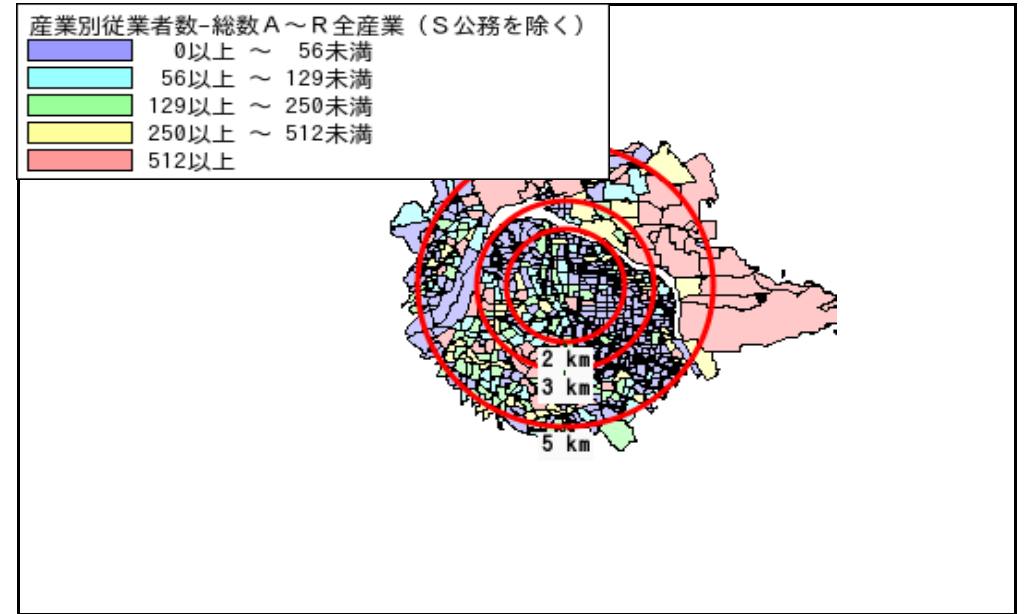 産業別従業者数−総数A〜R全産業（S公務を除く）
0以上 〜 56未満
56以上 〜 129未満
129以上 〜 250未満
250以上 〜 512未満
512以上
2 km
3 km
5 km